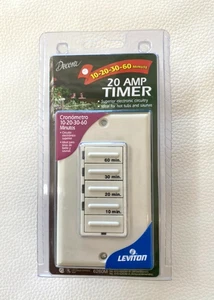 Decora
10-20-30-60 Minute
20 AMP
TIMER
• Superior electronic circuitry
• Ideal for hot tubs and saunas
Cronómetro
10-20-30-60
Minutos
60 min.
30 min.
20 min.
10 min.
LEVITON